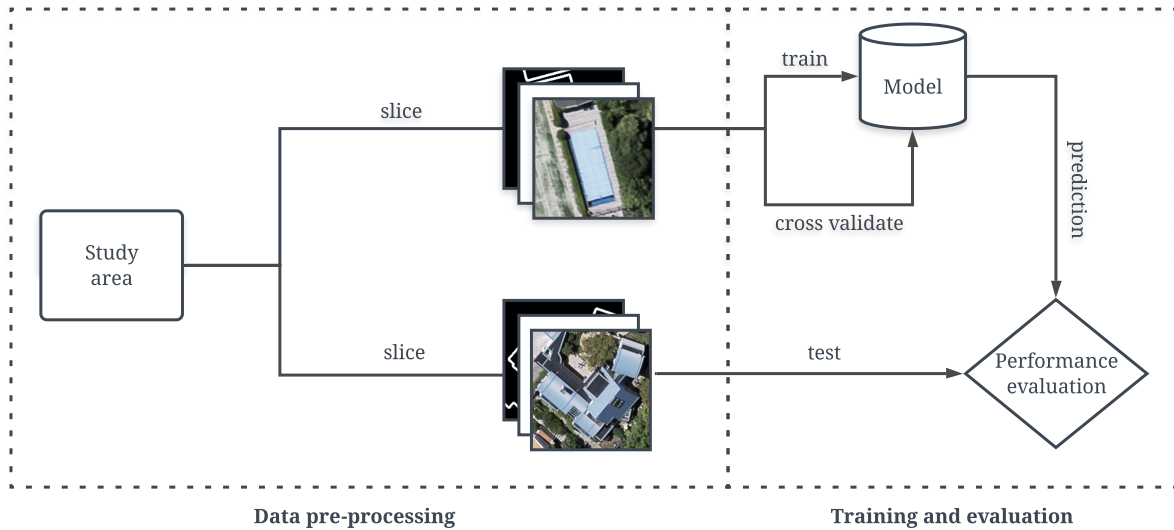 train
Model
slice
prediction
cross validate
Study
area
slice
test
Performance
evaluation
Data pre-processing
Training and evaluation